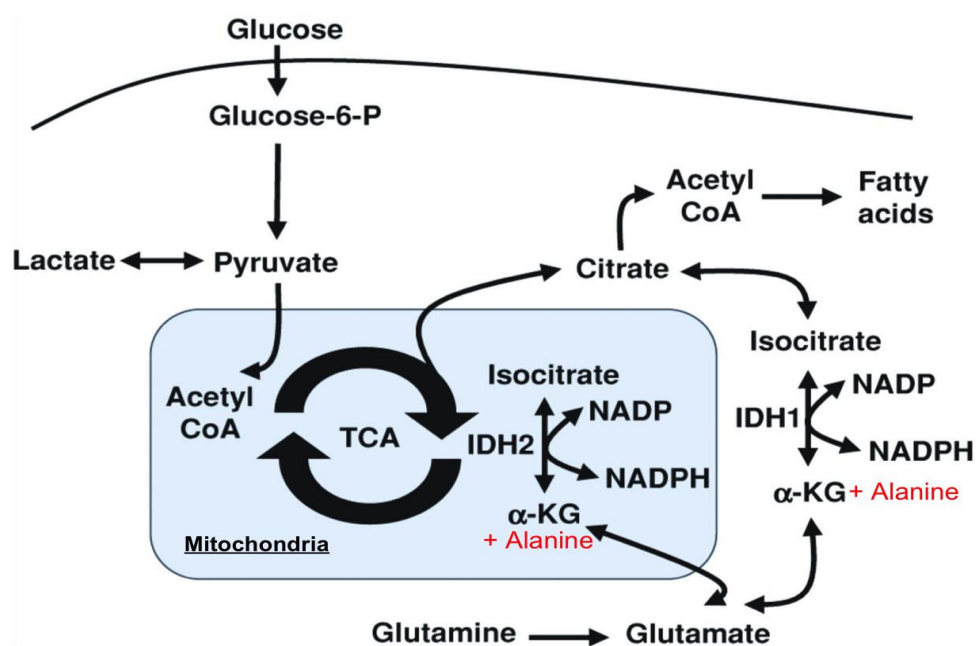 Glucose
Glucose-6-P
Acetyl
CoA
Fatty
acids
Lactate
Pyruvate
Citrate
Isocitrate
NADP
IDH1
NADPH
α-KG + Alanine
Acetyl
CoA
TCA
Isocitrate
NADP
IDH2
NADPH
α-KG
+ Alanine
Mitochondria
Glutamine
Glutamate